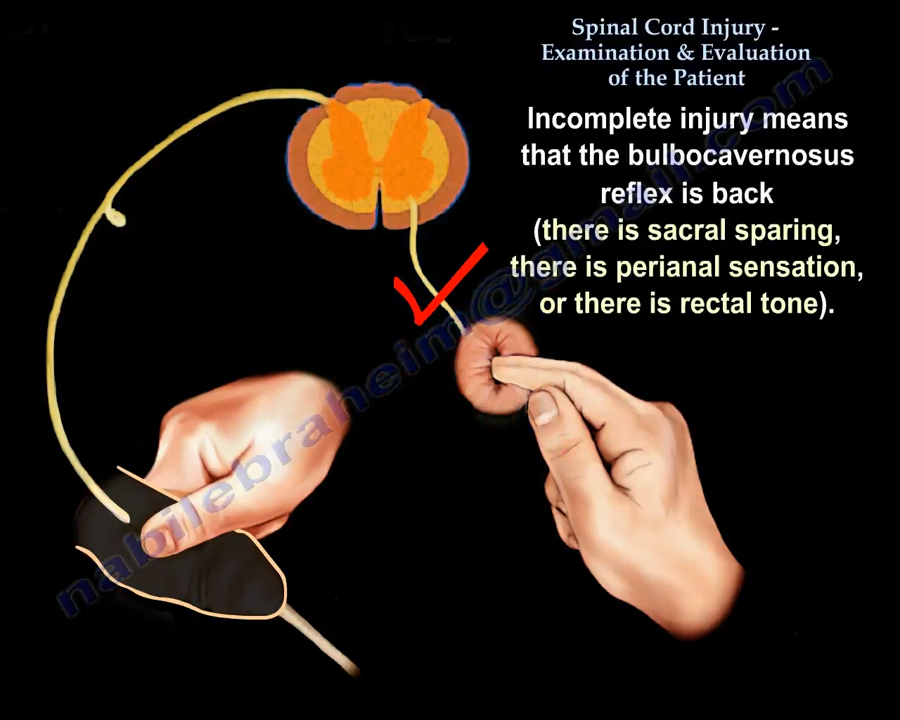 Spinal Cord Injury -
Examination & Evaluation
of the Patient
Incomplete injury means
that the bulbocavernosus
reflex is back
(there is sacral sparing,
there is perianal sensation,
or there is rectal tone).
nabilebraheim@gmail.com